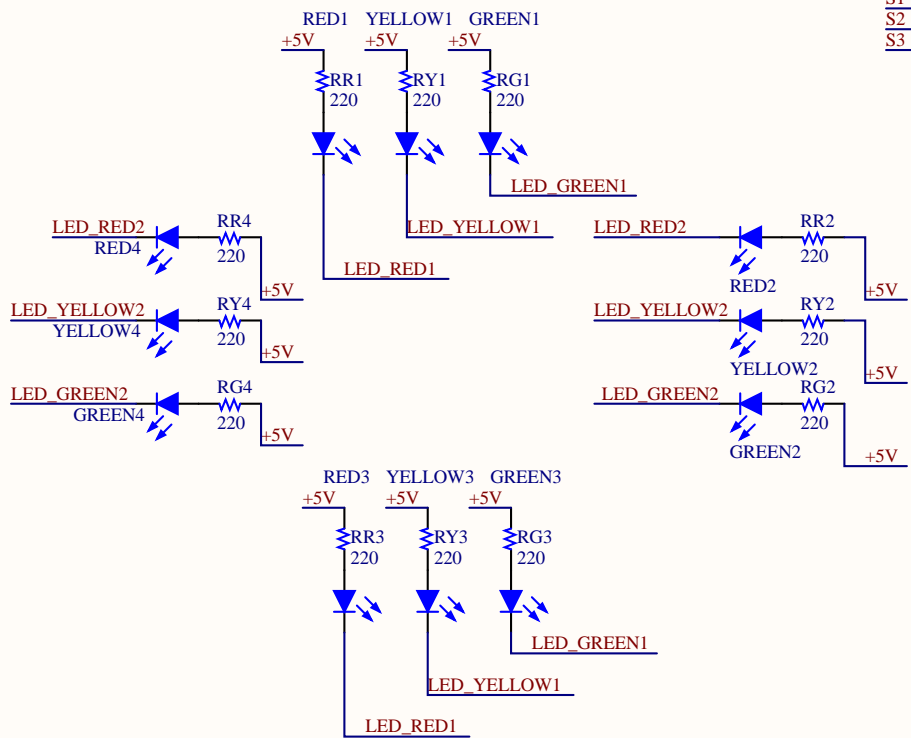 RED1 YELLOW1 GREEN1
+5V +5V +5V
S2
S3
RR1 RY1 RG1
220 220 220
LED_GREEN1
LED_YELLOW1
LED_RED1
LED_RED2 RR4
RED4 220
+5V
LED_YELLOW2 RY4
YELLOW4 220
+5V
LED_GREEN2 RG4
GREEN4 220
+5V
LED_RED2 RR2
220
RED2
+5V
LED_YELLOW2 RY2
220
YELLOW2
+5V
LED_GREEN2 RG2
220
GREEN2
+5V
RED3 YELLOW3 GREEN3
+5V +5V +5V
RR3 RY3 RG3
220 220 220
LED_GREEN1
LED_YELLOW1
LED_RED1